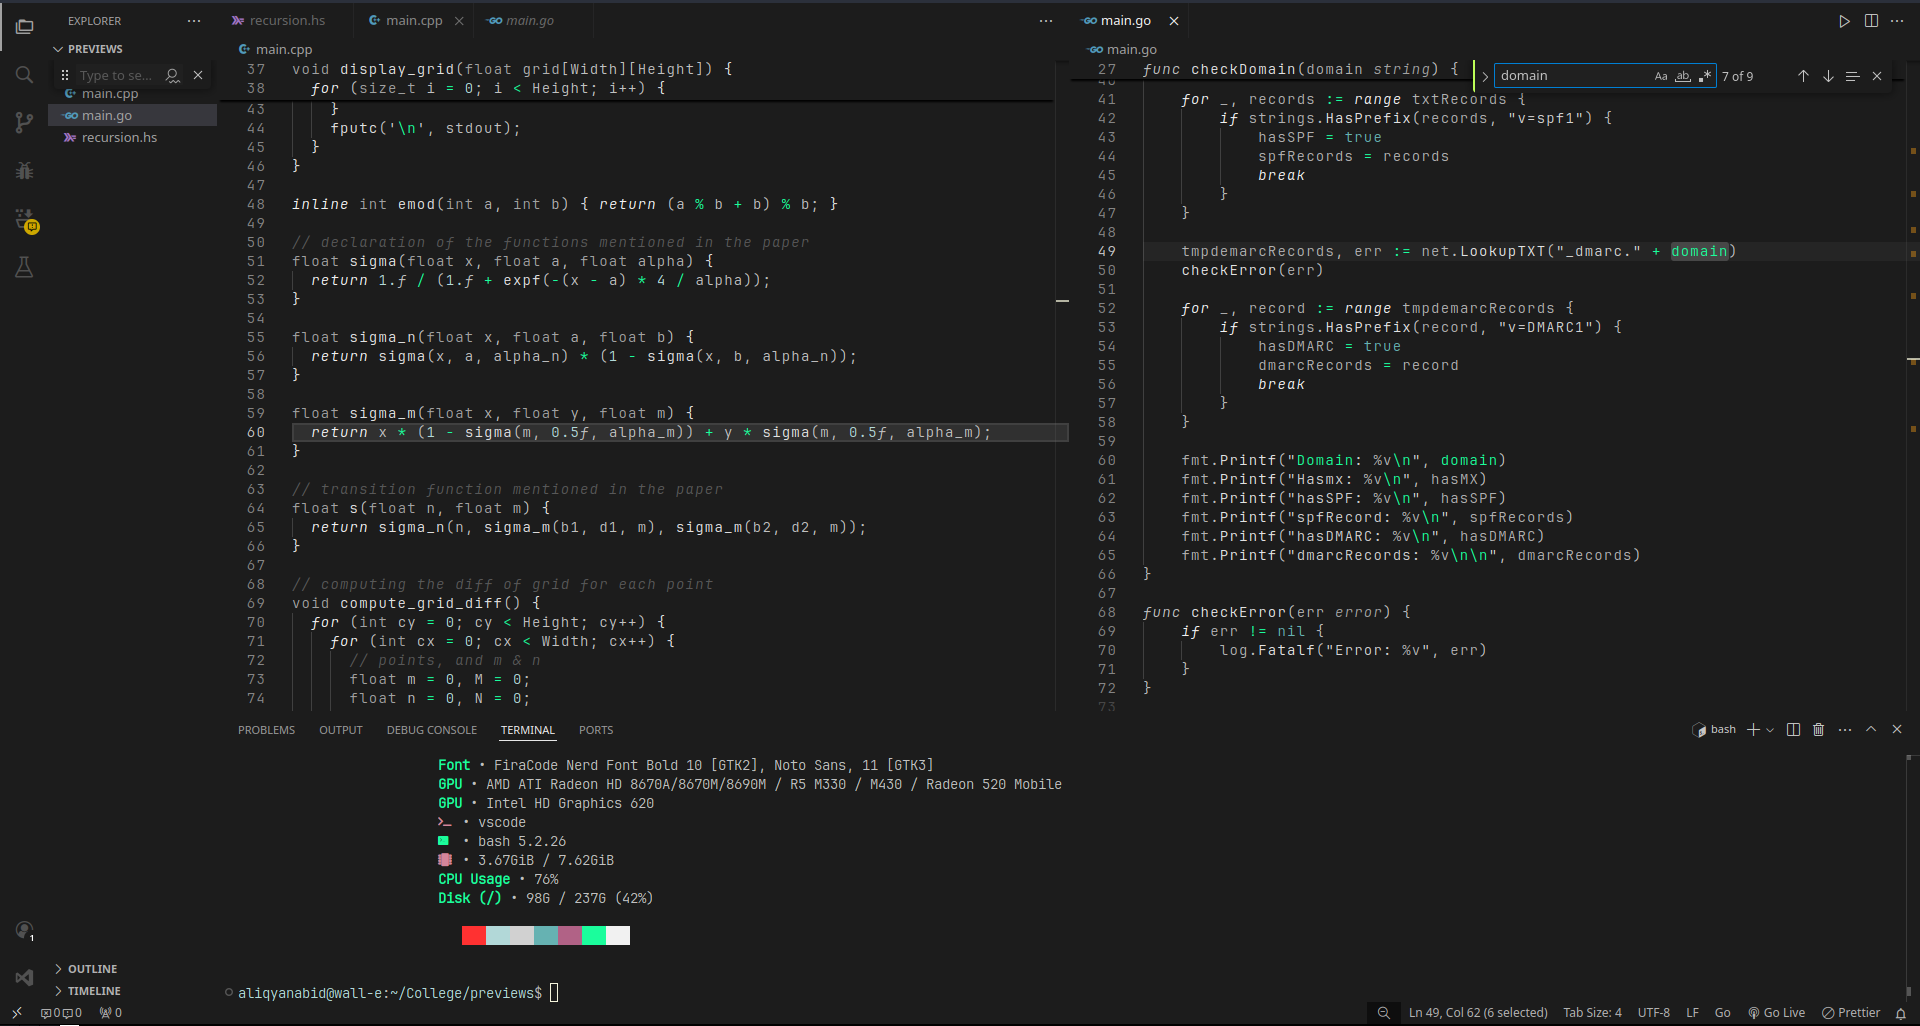 EXPLORER
PREVIEWS
Type to se...
main.cpp
main.go
recursion.hs
OUTLINE
TIMELINE
recursion.hs main.cpp main.go
main.cpp
37 void display_grid(float grid[Width][Height]) {
38 for (size_t i = 0; i < Height; i++) {
43 }
44 fputc('\n', stdout);
45 }
46 }
47
48 inline int emod(int a, int b) { return (a % b + b) % b; }
49
50 // declaration of the functions mentioned in the paper
51 float sigma(float x, float a, float alpha) {
52 return 1.f / (1.f + expf(-(x - a) * 4 / alpha));
53 }
54
55 float sigma_n(float x, float a, float b) {
56 return sigma(x, a, alpha_n) * (1 - sigma(x, b, alpha_n));
57 }
58
59 float sigma_m(float x, float y, float m) {
60 return x * (1 - sigma(m, 0.5f, alpha_m)) + y * sigma(m, 0.5f, alpha_m);
61 }
62
63 // transition function mentioned in the paper
64 float s(float n, float m) {
65 return sigma_n(n, sigma_m(b1, d1, m), sigma_m(b2, d2, m));
66 }
67
68 // computing the diff of grid for each point
69 void compute_grid_diff() {
70 for (int cy = 0; cy < Height; cy++) {
71 for (int cx = 0; cx < Width; cx++) {
72 // points, and m & n
73 float m = 0, M = 0;
74 float n = 0, N = 0;
main.go
main.go
27 func checkDomain(domain string) {
domain Aa ab 7 of 9
41 for _, records := range txtRecords {
42 if strings.HasPrefix(records, "v=spf1") {
43 hasSPF = true
44 spfRecords = records
45 break
46 }
47 }
48
49 tmpdemarcRecords, err := net.LookupTXT("_dmarc." + domain)
50 checkError(err)
51
52 for _, record := range tmpdemarcRecords {
53 if strings.HasPrefix(record, "v=DMARC1") {
54 hasDMARC = true
55 dmarcRecords = record
56 break
57 }
58 }
59
60 fmt.Printf("Domain: %v\n", domain)
61 fmt.Printf("Hasmx: %v\n", hasMX)
62 fmt.Printf("hasSPF: %v\n", hasSPF)
63 fmt.Printf("spfRecord: %v\n", spfRecords)
64 fmt.Printf("hasDMARC: %v\n", hasDMARC)
65 fmt.Printf("dmarcRecords: %v\n\n", dmarcRecords)
66 }
67
68 func checkError(err error) {
69 if err != nil {
70 log.Fatalf("Error: %v", err)
71 }
72 }
73
PROBLEMS OUTPUT DEBUG CONSOLE TERMINAL PORTS
bash
Font • FiraCode Nerd Font Bold 10 [GTK2], Noto Sans, 11 [GTK3]
GPU • AMD ATI Radeon HD 8670A/8670M/8690M / R5 M330 / M430 / Radeon 520 Mobile
GPU • Intel HD Graphics 620
• vscode
• bash 5.2.26
• 3.67GiB / 7.62GiB
CPU Usage • 76%
Disk (/) • 98G / 237G (42%)
aliqyanabid@wall-e:~/College/previews$
1
0 0 0
Ln 49, Col 62 (6 selected) Tab Size: 4 UTF-8 LF Go Go Live Prettier